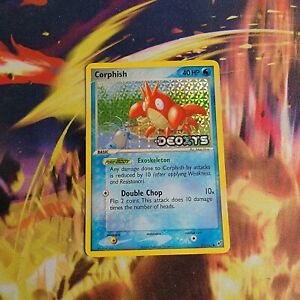 Corphish
40 HP
DEOXYS
BASIC
POKé-BODY Exoskeleton
Any damage done to Corphish by attacks
is reduced by 10 (after applying Weakness
and Resistance).
Double Chop 10x
Flip 2 coins. This attack does 10 damage
times the number of heads.